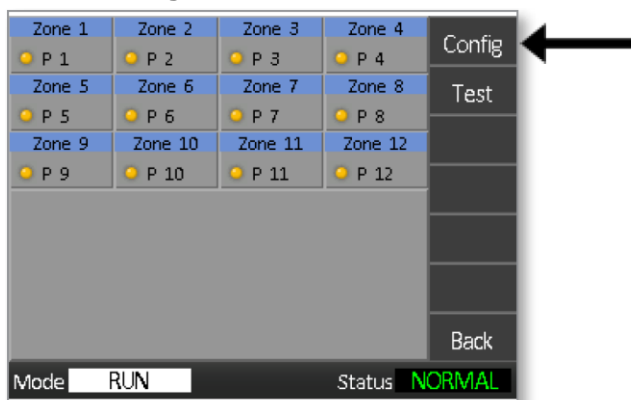 Zone 1 Zone 2 Zone 3 Zone 4 Config
P 1 P 2 P 3 P 4
Zone 5 Zone 6 Zone 7 Zone 8 Test
P 5 P 6 P 7 P 8
Zone 9 Zone 10 Zone 11 Zone 12
P 9 P 10 P 11 P 12
Back
Mode RUN Status NORMAL